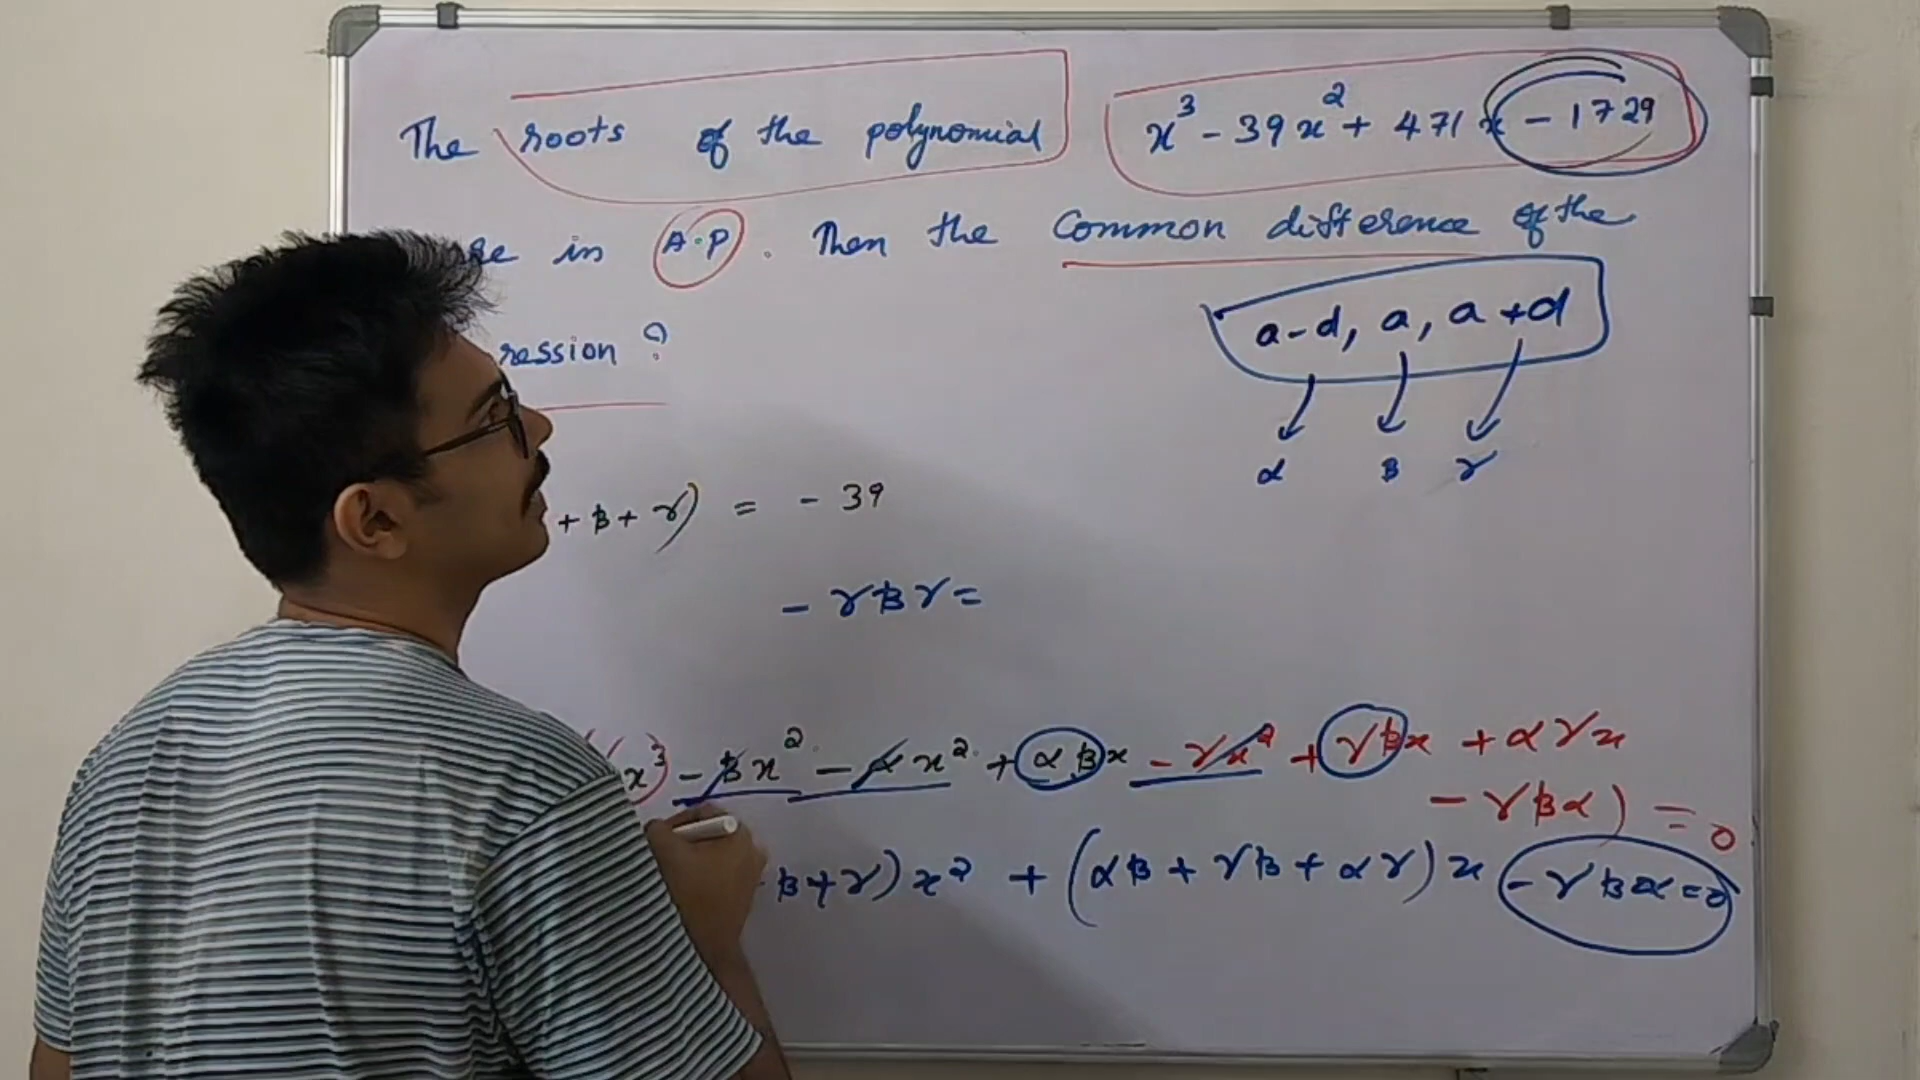 The roots of the polynomial x³ - 39x² + 471x - 1729
in A.P. Then the Common difference of the
ression ?
a-d, a, a+d
α β γ
+ β + γ) = - 39
- γβγ =
x³) - βx² - αx² + αβx - γx² + γβx + αγx
- γβα) = 0
β+γ)x² + (αβ + γβ + αγ)x - γβα = 0